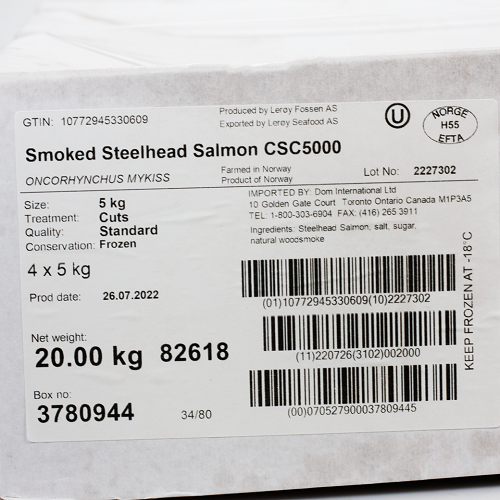 GTIN: 10772945330609
Produced by Lerøy Fossen AS
Exported by Lerøy Seafood AS
U
NORGE
H55
EFTA
Smoked Steelhead Salmon CSC5000
ONCORHYNCHUS MYKISS
Farmed in Norway
Product of Norway
Lot No: 2227302
Size: 5 kg
Treatment: Cuts
Quality: Standard
Conservation: Frozen
IMPORTED BY: Dom International Ltd
10 Golden Gate Court Toronto Ontario Canada M1P3A5
TEL: 1-800-303-6904 FAX: (416) 265 3911
Ingredients: Steelhead Salmon, salt, sugar,
natural woodsmoke
4 x 5 kg
Prod date: 26.07.2022
(01)10772945330609(10)2227302
Net weight:
20.00 kg 82618
(11)220726(3102)002000
Box no:
3780944
34/80
(00)070527900037809445
KEEP FROZEN AT -18°C